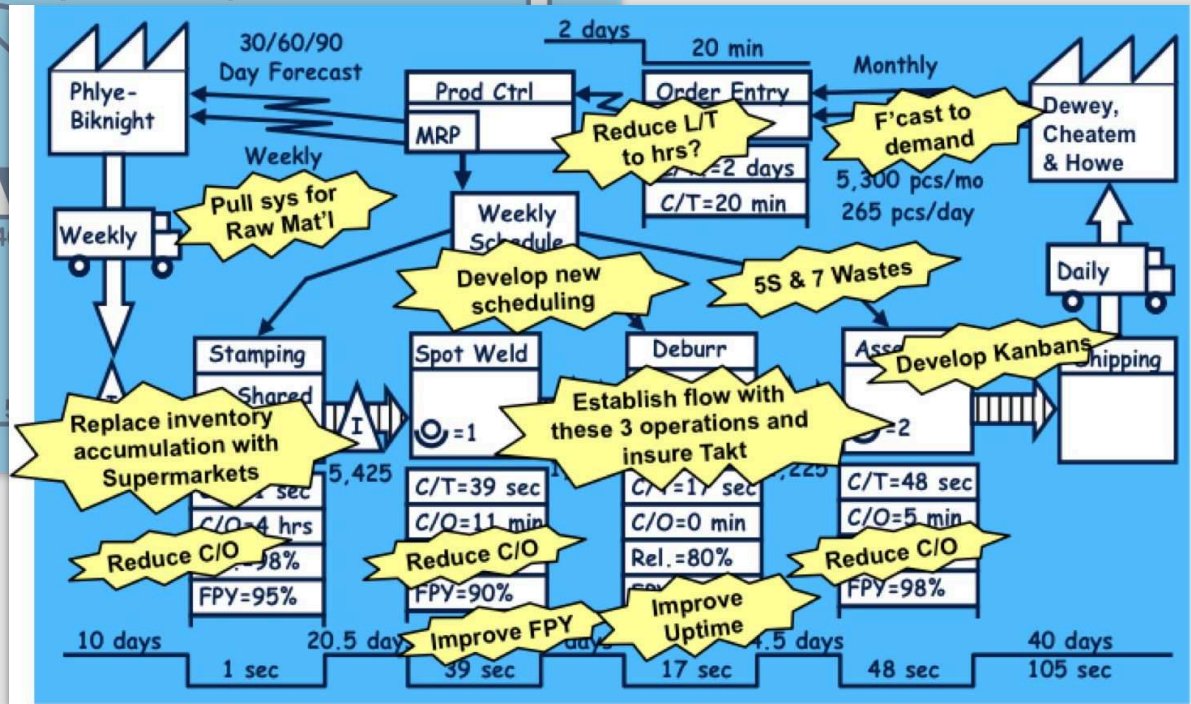 2 days
20 min
30/60/90
Day Forecast
Monthly
Phlye-
Biknight
Prod Ctrl
MRP
Order Entry
Dewey,
Cheatem
& Howe
Reduce L/T
to hrs?
F'cast to
demand
Weekly
=2 days
C/T=20 min
5,300 pcs/mo
265 pcs/day
Pull sys for
Raw Mat'l
Weekly
Weekly
Schedule
Daily
Develop new
scheduling
5S & 7 Wastes
Stamping
Spot Weld
Deburr
Develop Kanbans
Shipping
Shared
Replace inventory
accumulation with
Supermarkets
I
=1
Establish flow with
these 3 operations and
insure Takt
=2
5,425
sec
C/T=39 sec
C/T=17 sec
,225
C/T=48 sec
C/O=4 hrs
C/O=11 min
C/O=0 min
C/O=5 min
Reduce C/O
98%
Reduce C/O
Rel.=80%
Reduce C/O
FPY=95%
FPY=90%
FPY=98%
Improve FPY
Improve
Uptime
10 days
20.5 day
days
4.5 days
40 days
1 sec
39 sec
17 sec
48 sec
105 sec